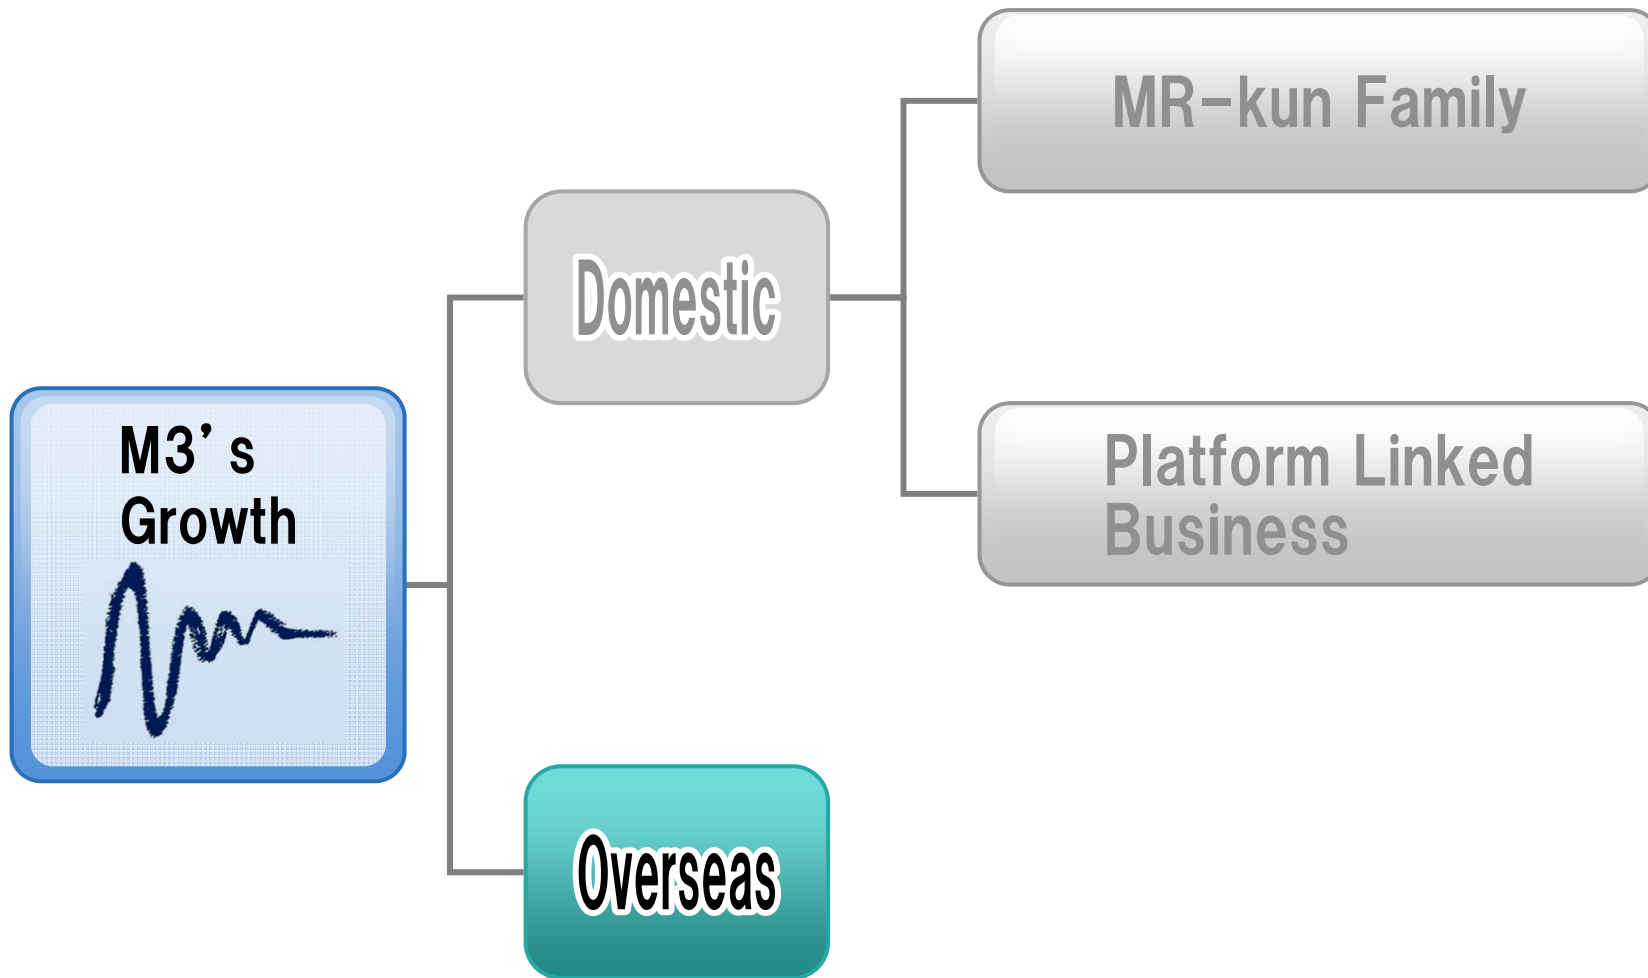 MR-kun Family
Domestic
M3's
Growth
Platform Linked
Business
Overseas